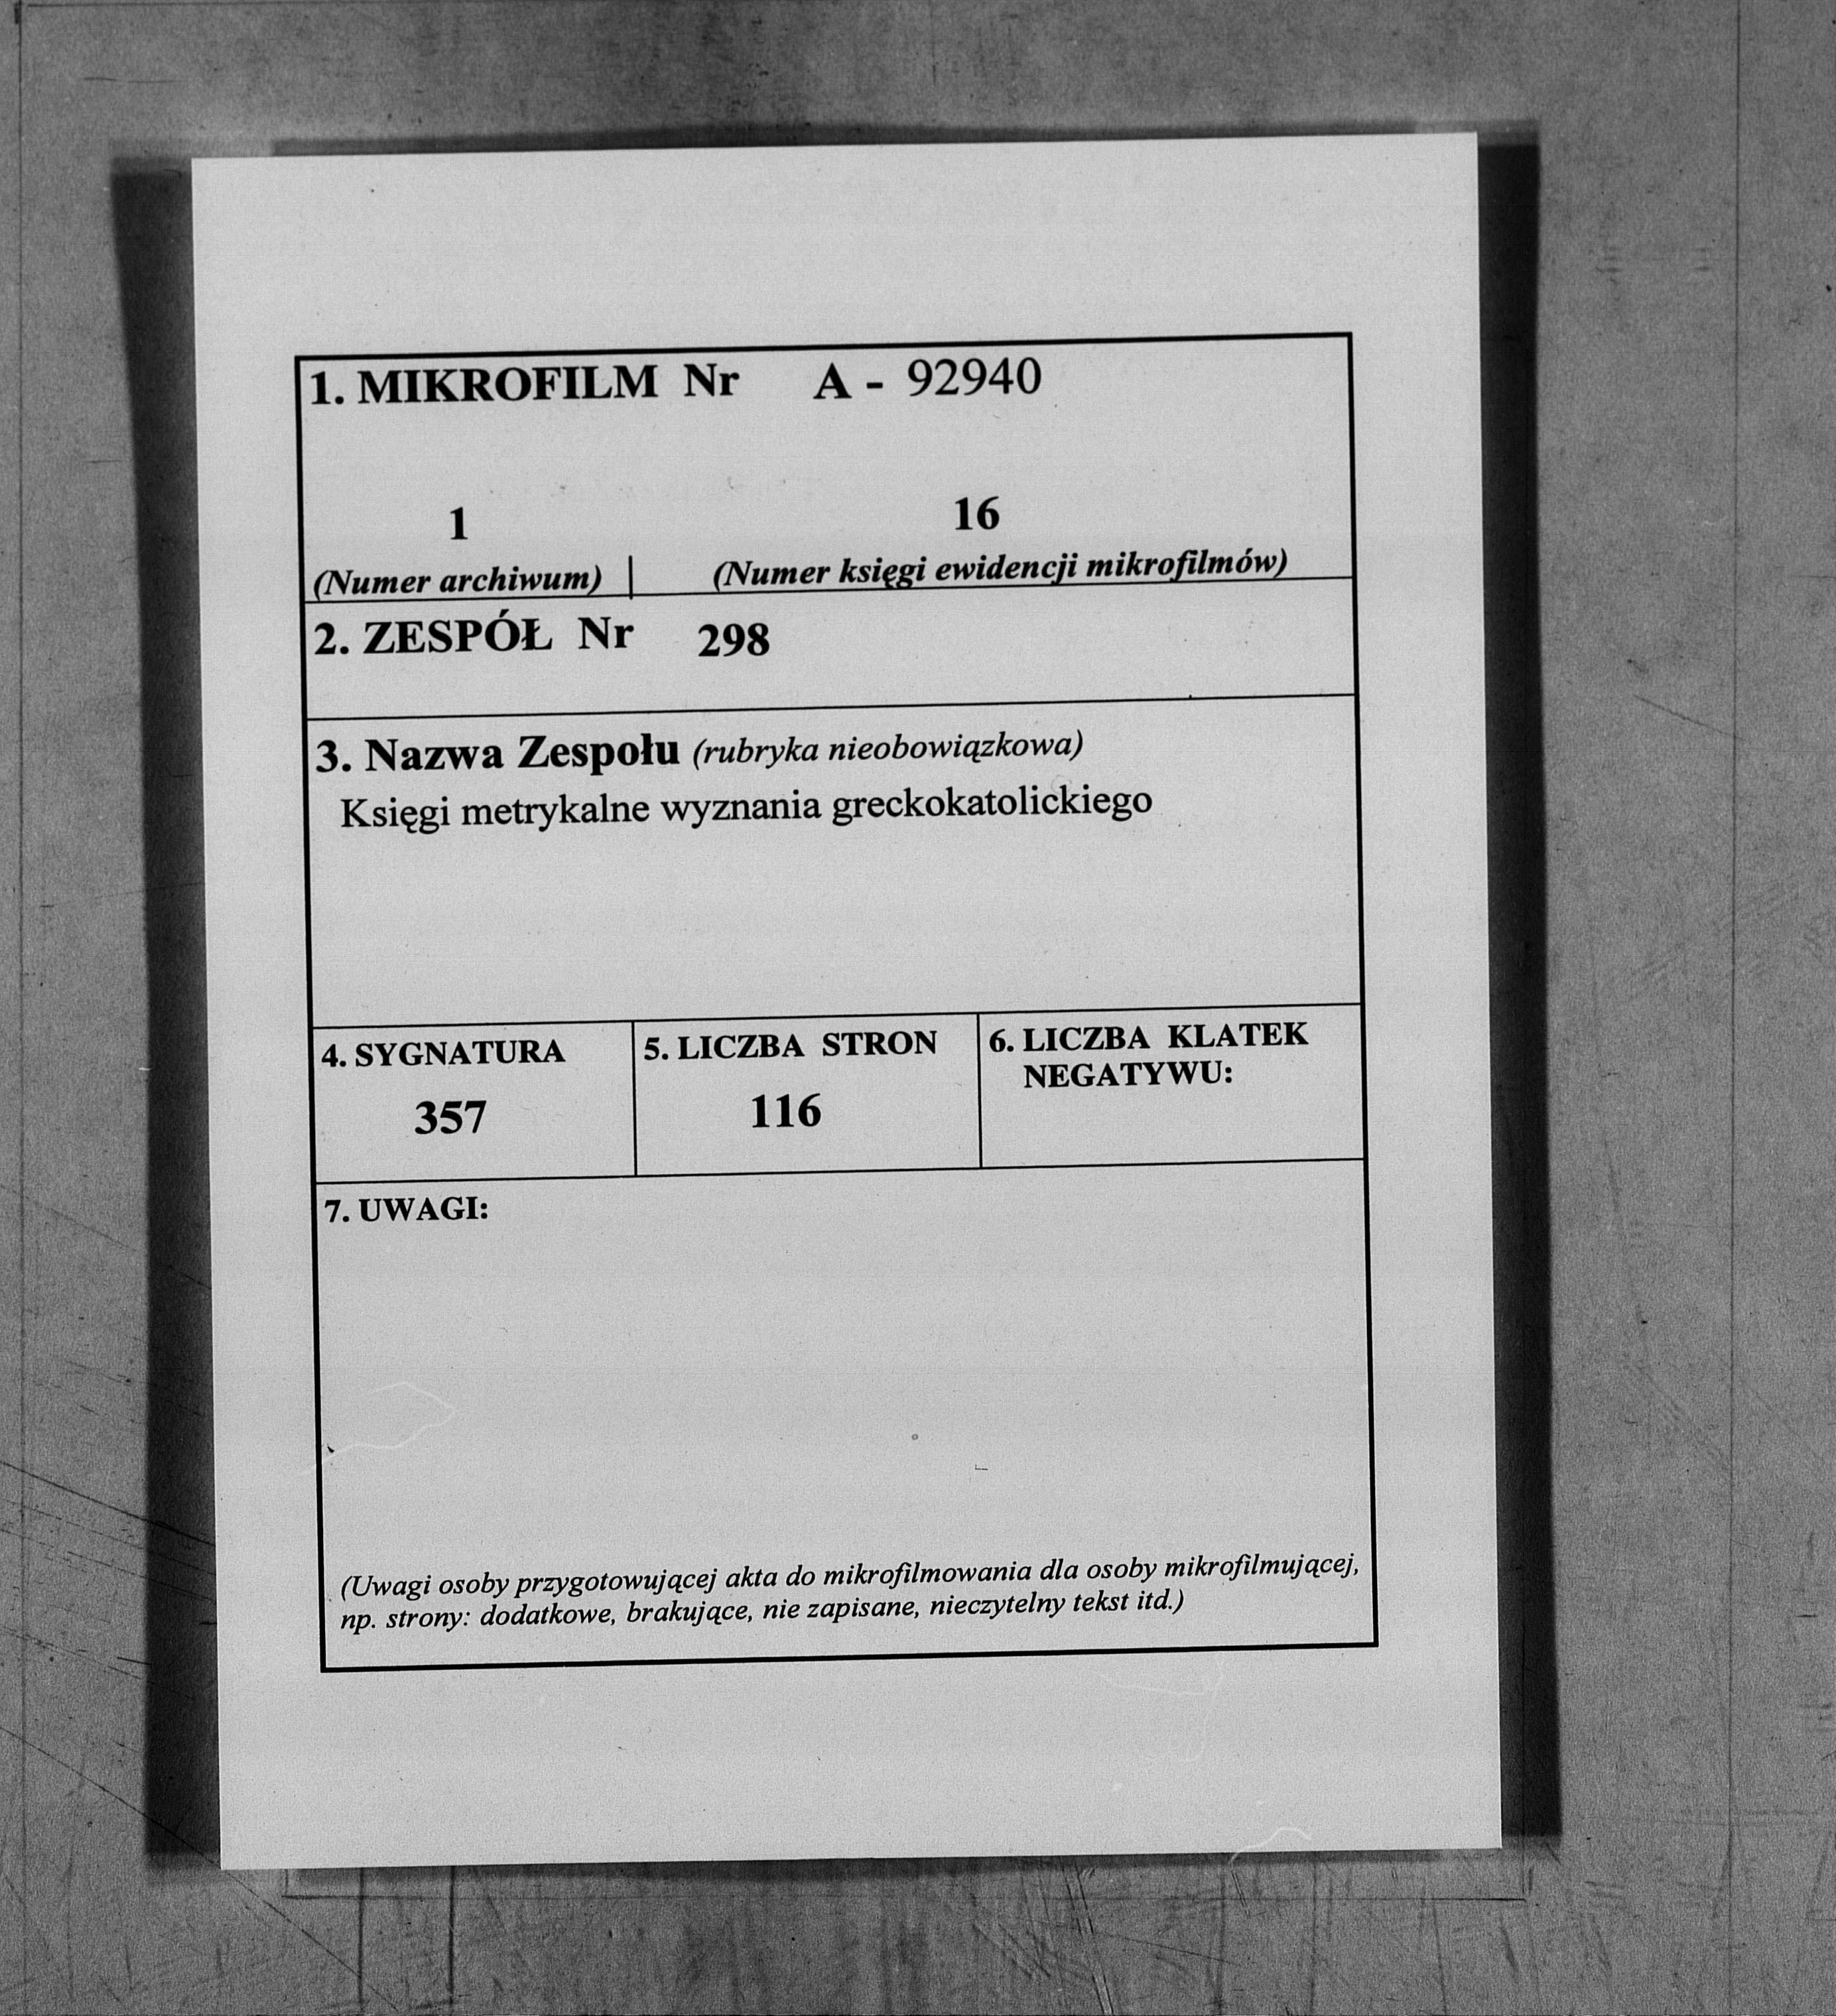 1. MIKROFILM Nr A - 92940
1 16
(Numer archiwum) | (Numer księgi ewidencji mikrofilmów)
2. ZESPÓŁ Nr 298
3. Nazwa Zespołu (rubryka nieobowiązkowa)
Księgi metrykalne wyznania greckokatolickiego
4. SYGNATURA
357
5. LICZBA STRON
116
6. LICZBA KLATEK
NEGATYWU:
7. UWAGI:
(Uwagi osoby przygotowującej akta do mikrofilmowania dla osoby mikrofilmującej,
np. strony: dodatkowe, brakujące, nie zapisane, nieczytelny tekst itd.)